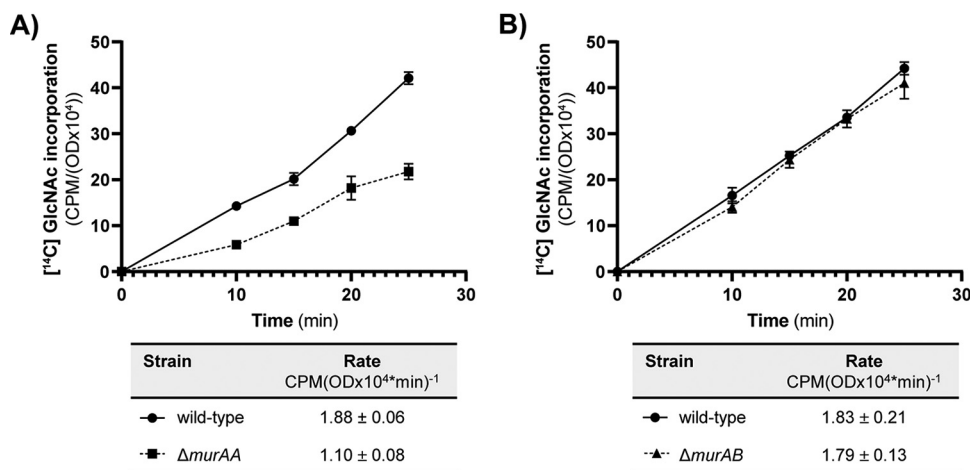 A)
[¹⁴C] GlcNAc incorporation
(CPM/(ODx10⁴))
50
40
30
20
10
0
0 10 20 30
Time (min)
Strain Rate
CPM(ODx10⁴*min)⁻¹
wild-type 1.88 ± 0.06
ΔmurAA 1.10 ± 0.08
B)
[¹⁴C] GlcNAc incorporation
(CPM/(ODx10⁴))
50
40
30
20
10
0
0 10 20 30
Time (min)
Strain Rate
CPM(ODx10⁴*min)⁻¹
wild-type 1.83 ± 0.21
ΔmurAB 1.79 ± 0.13